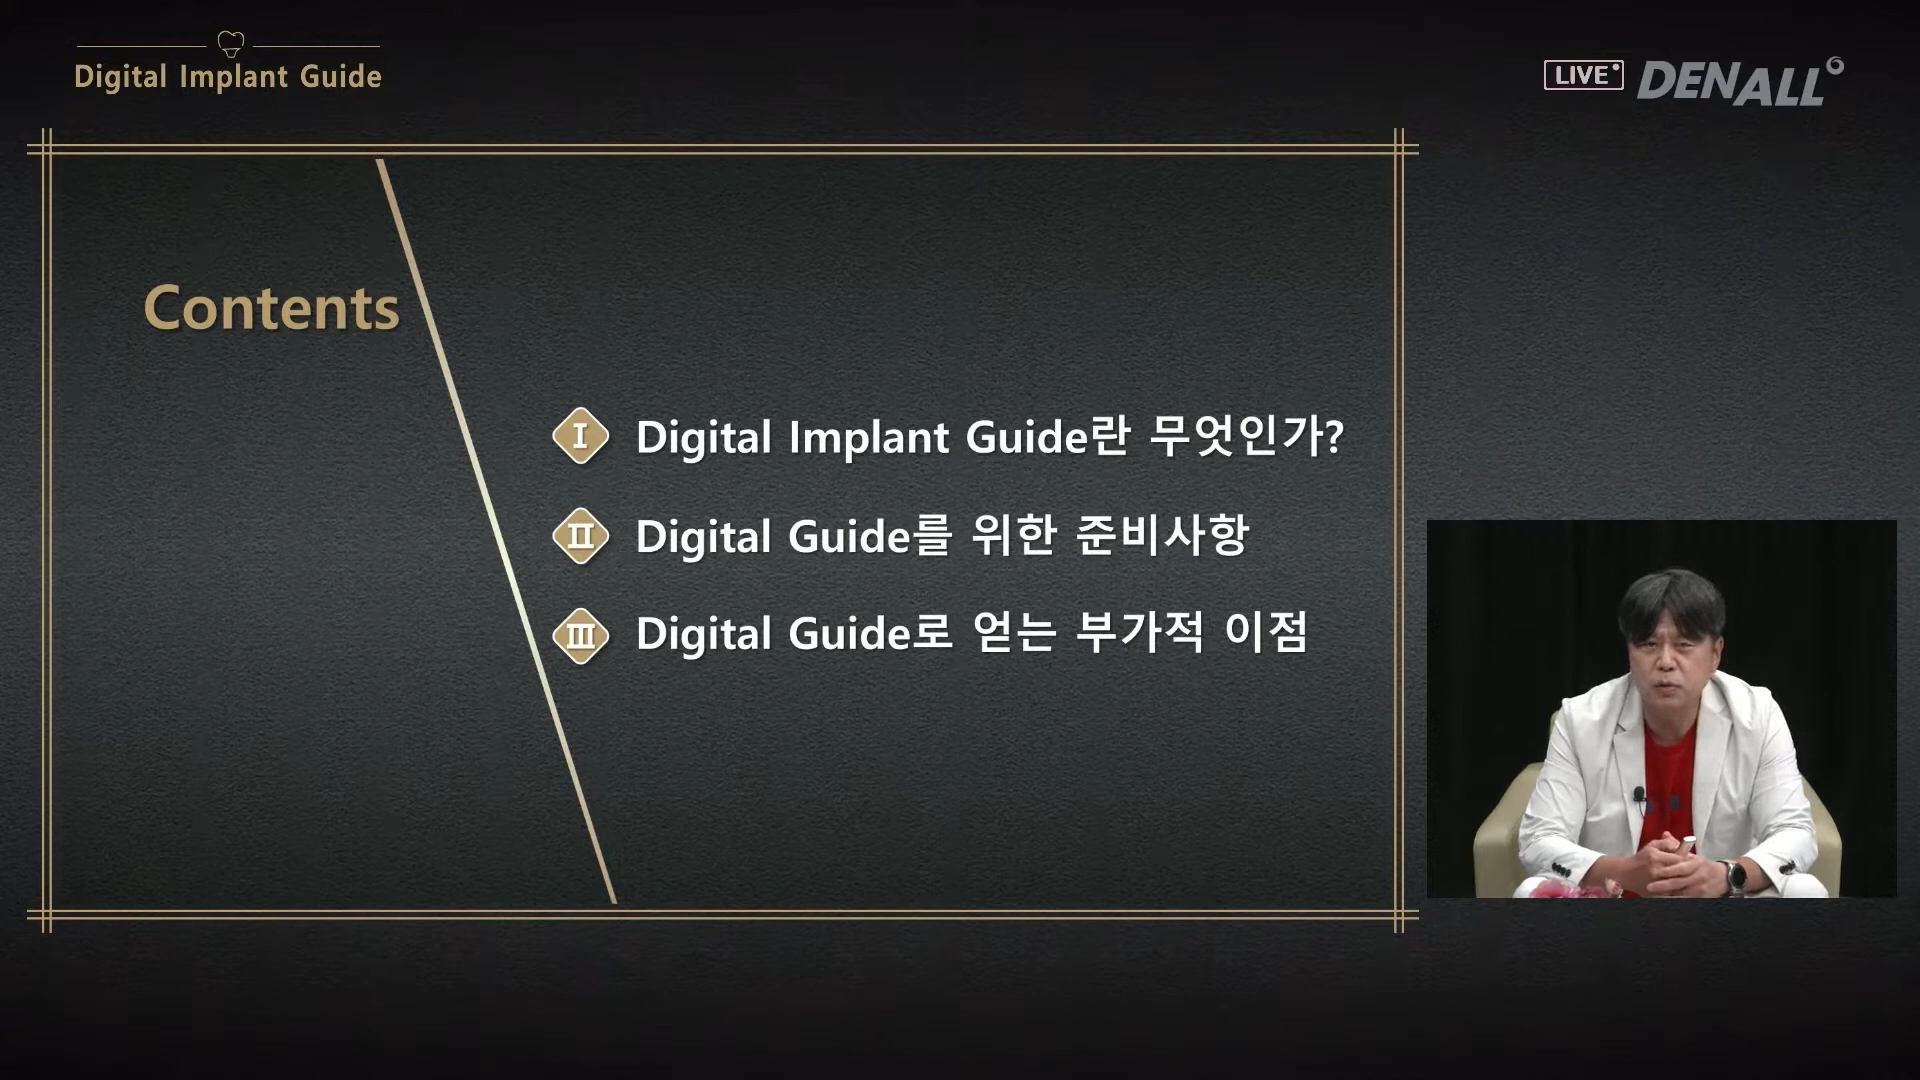 Digital Implant Guide
LIVE
DENALL
Contents
I Digital Implant Guide란 무엇인가?
II Digital Guide를 위한 준비사항
III Digital Guide로 얻는 부가적 이점